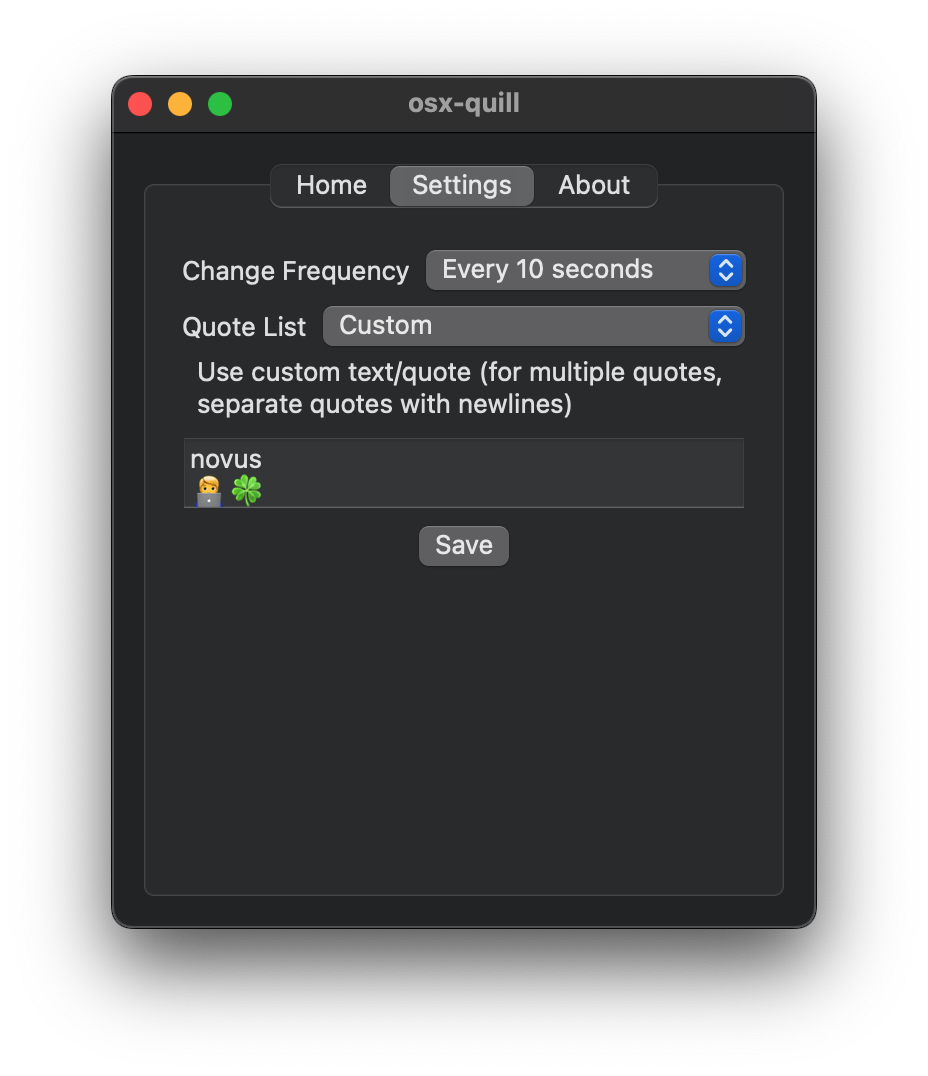 osx-quill
Home Settings About
Change Frequency Every 10 seconds
Quote List Custom
Use custom text/quote (for multiple quotes,
separate quotes with newlines)
novus
🧑‍💻🍀
Save